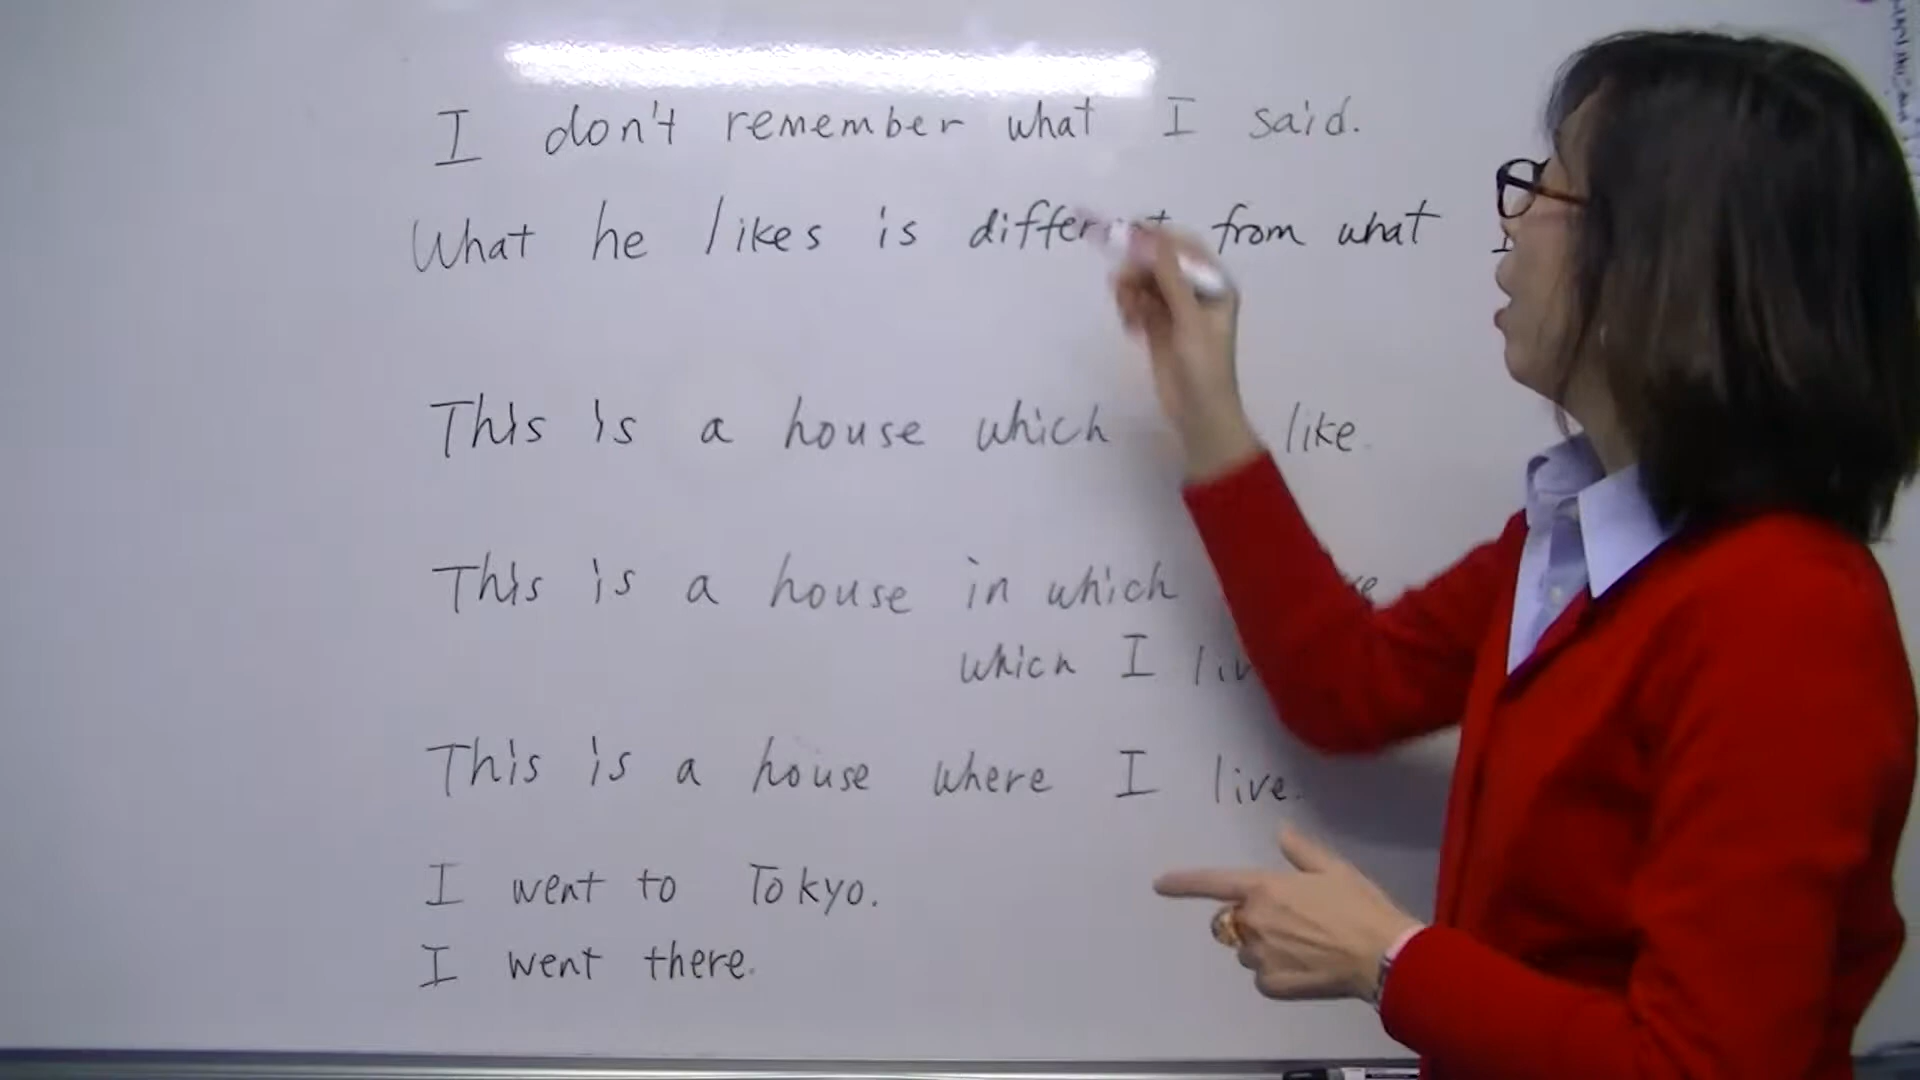 I don't remember what I said.
What he likes is different from what I
This is a house which like.
This is a house in which
which I
This is a house where I live.
I went to Tokyo.
I went there.